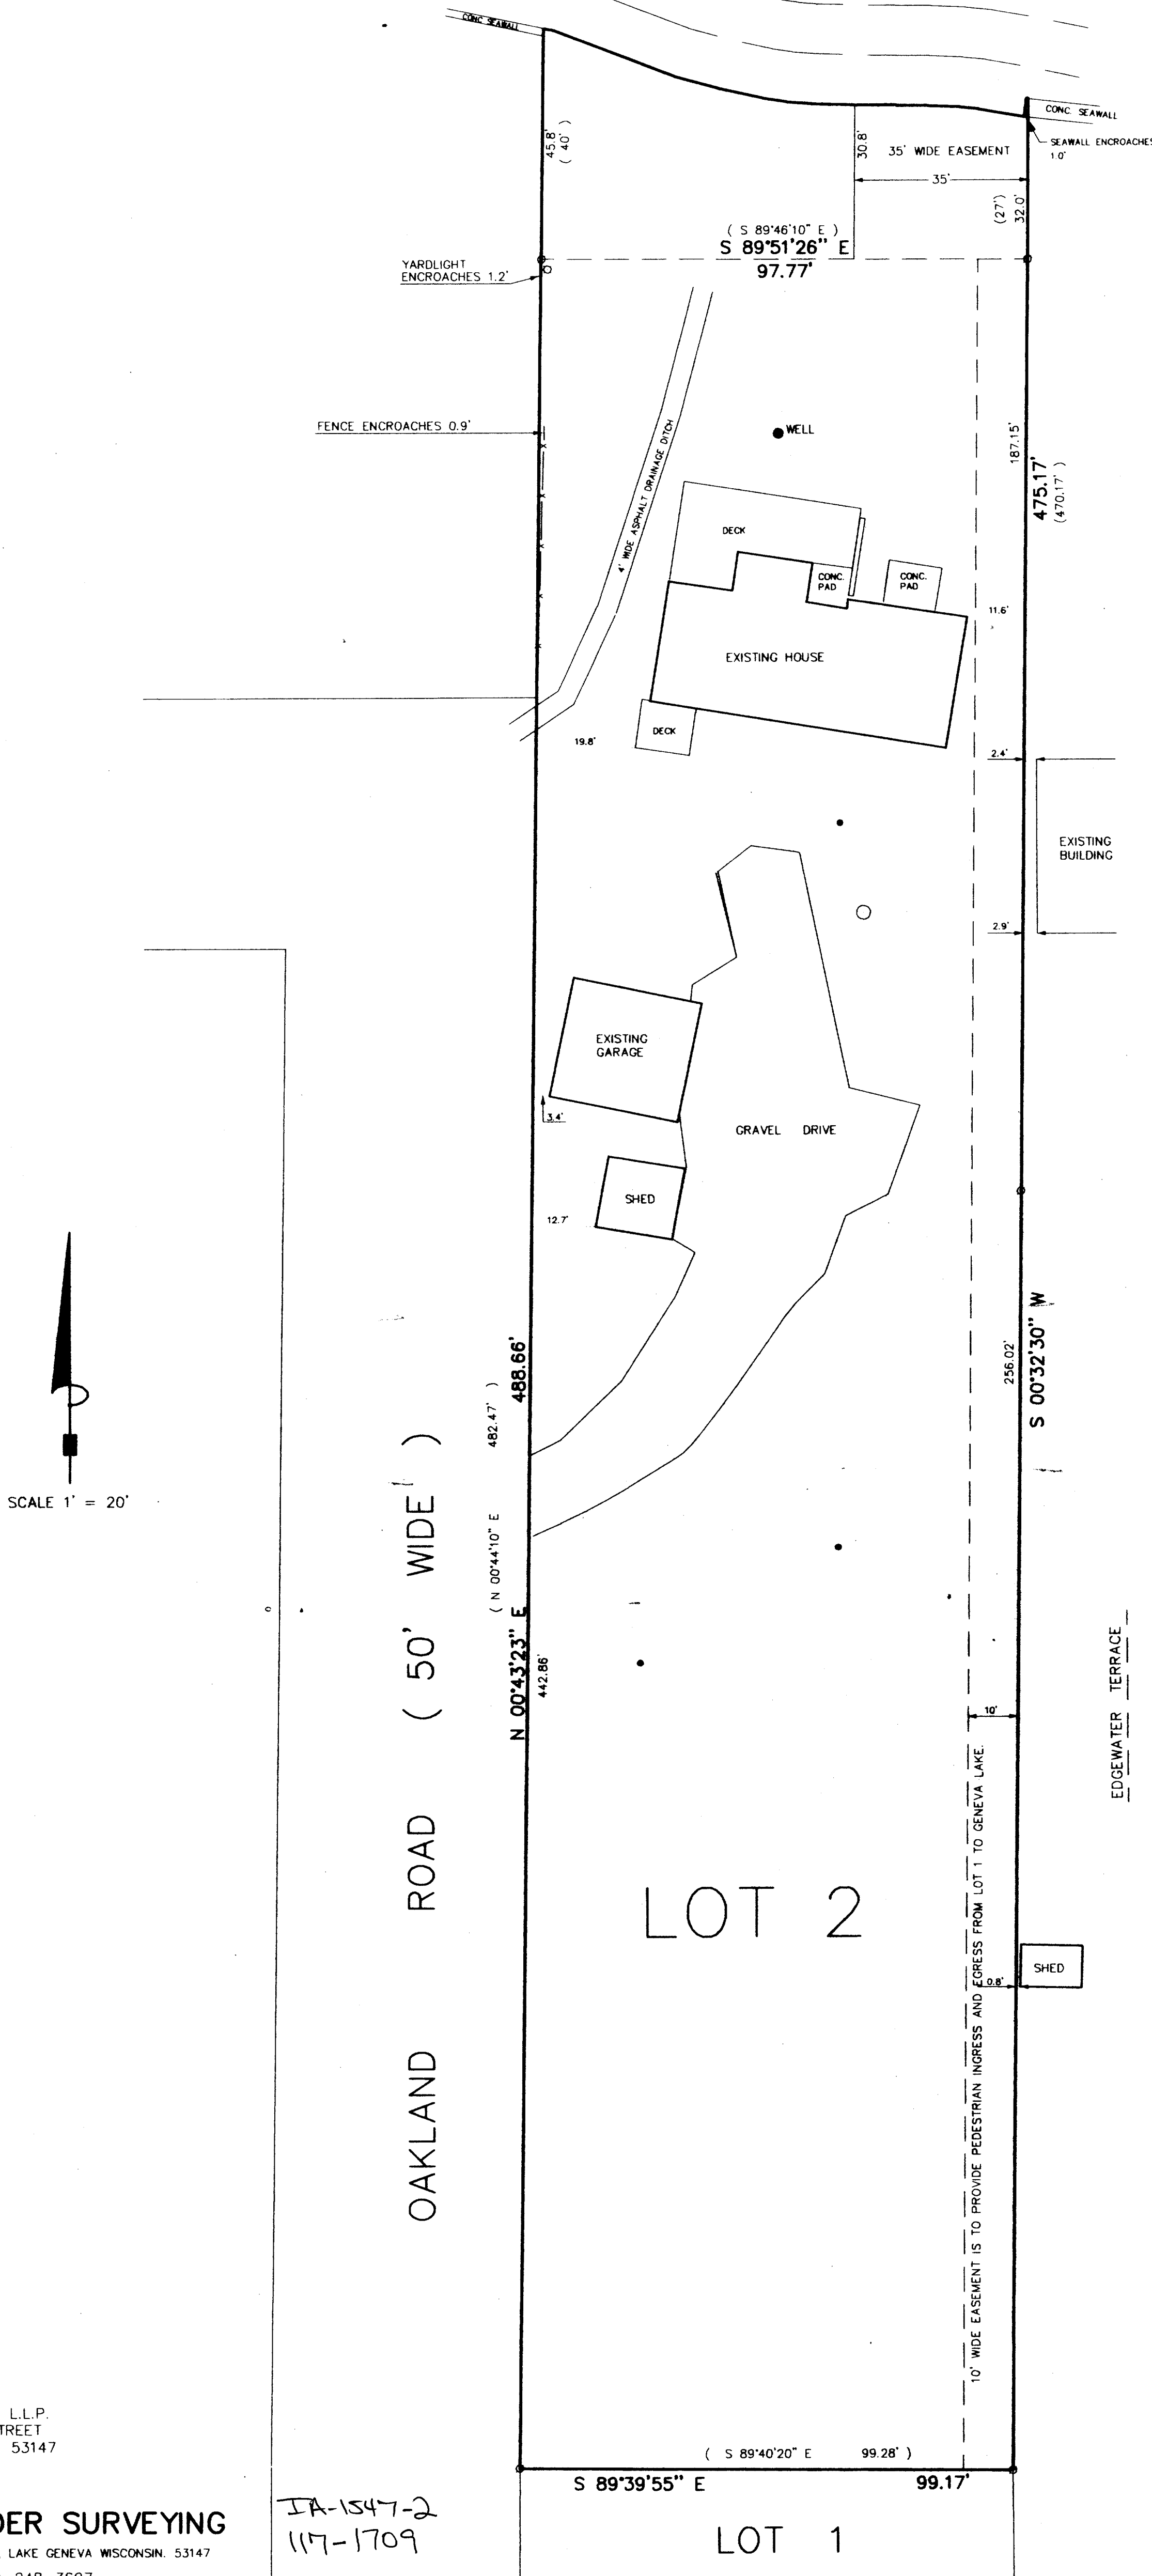 CONC SEAWALL
CONC. SEAWALL
SEAWALL ENCROACHES
1.0'
45.8'
( 40' )
30.8'
35' WIDE EASEMENT
35'
(27')
32.0'
( S 89°46'10" E )
S 89°51'26" E
97.77'
YARDLIGHT
ENCROACHES 1.2'
FENCE ENCROACHES 0.9'
4' WIDE ASPHALT DRAINAGE DITCH
WELL
187.15'
475.17'
(470.17' )
DECK
CONC.
PAD
CONC.
PAD
11.6'
EXISTING HOUSE
DECK
19.8'
2.4'
EXISTING
BUILDING
2.9'
EXISTING
GARAGE
3.4'
GRAVEL DRIVE
SHED
12.7'
SCALE 1' = 20'
488.66'
482.47' )
( N 00°44'10" E
N 00°43'23" E
442.86'
256.02'
S 00°32'30" W
OAKLAND ROAD ( 50' WIDE )
10'
10' WIDE EASEMENT IS TO PROVIDE PEDESTRIAN INGRESS AND EGRESS FROM LOT 1 TO GENEVA LAKE.
EDGEWATER TERRACE
LOT 2
SHED
0.8'
( S 89°40'20" E 99.28' )
S 89°39'55" E 99.17'
LOT 1
L.L.P.
TREET
53147
DER SURVEYING
LAKE GENEVA WISCONSIN. 53147
IA-1547-2
117-1709